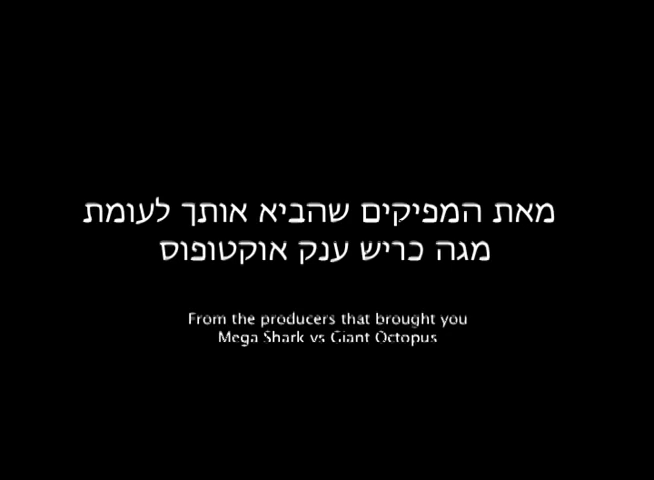 מאת המפיקים שהביא אותך לעומת
מגה כריש ענק אוקטופוס
From the producers that brought you
Mega Shark vs Giant Octopus